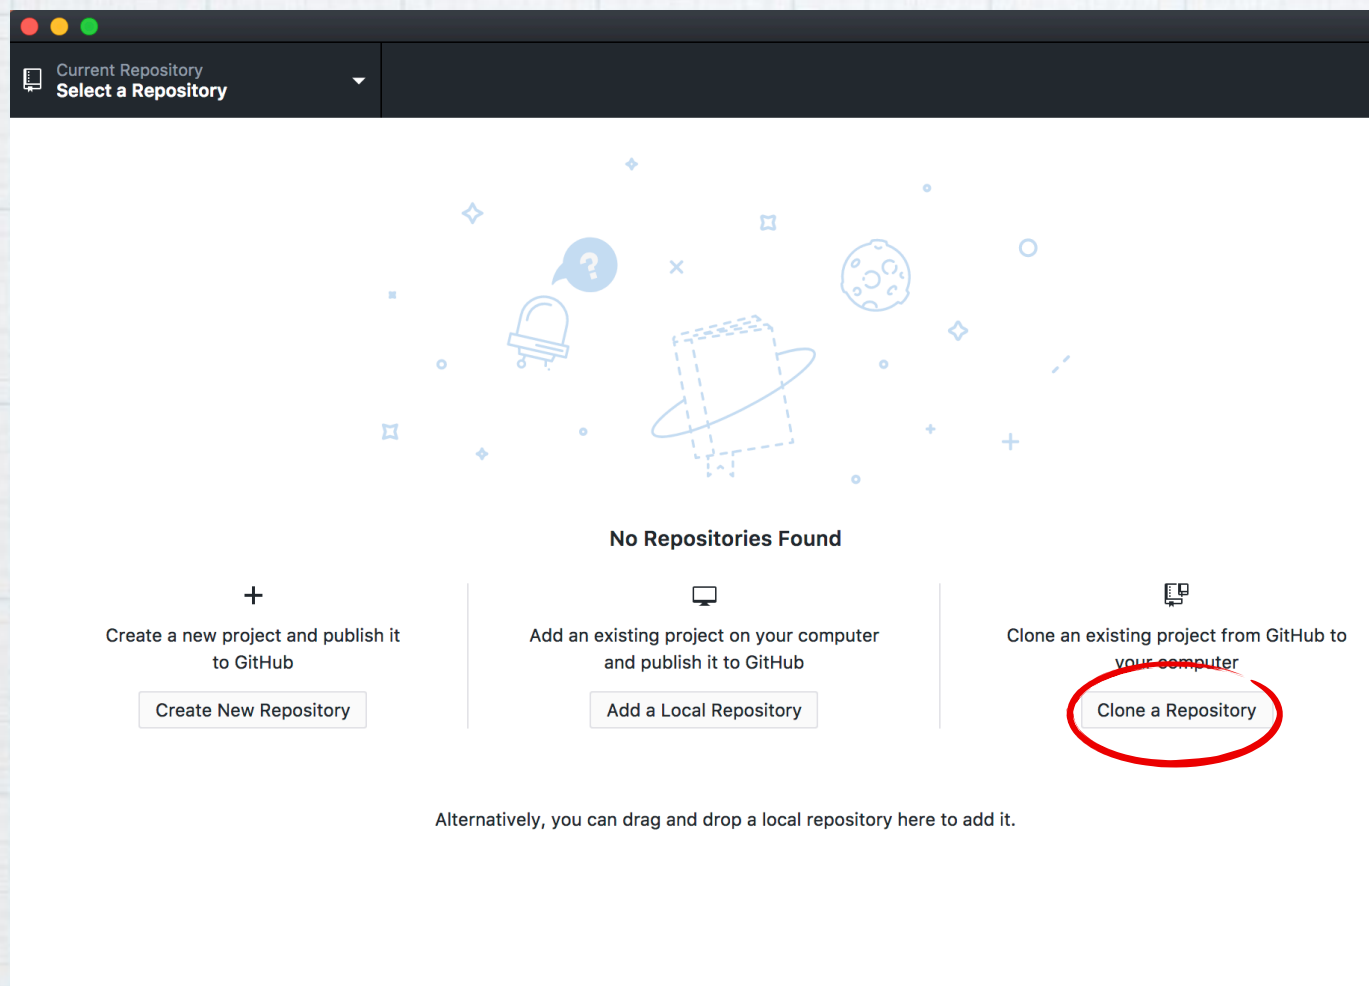 Current Repository
Select a Repository
?
No Repositories Found
Create a new project and publish it
to GitHub
Create New Repository
Add an existing project on your computer
and publish it to GitHub
Add a Local Repository
Clone an existing project from GitHub to
your computer
Clone a Repository
Alternatively, you can drag and drop a local repository here to add it.